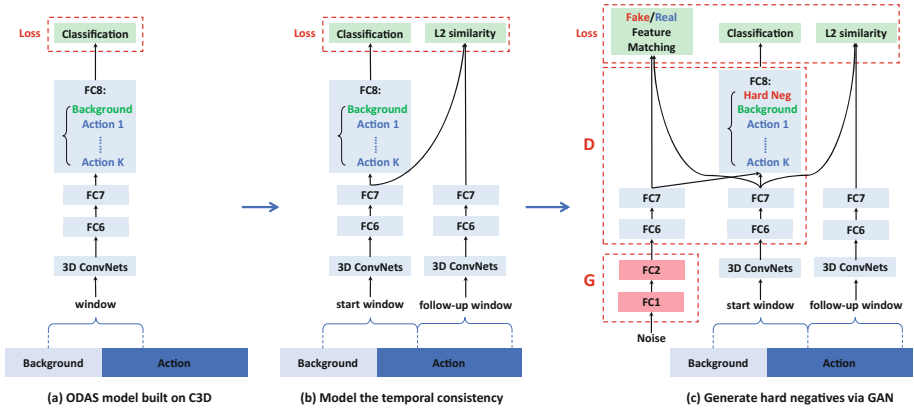 Loss
Classification
FC8:
Background
Action 1
Action K
FC7
FC6
3D ConvNets
window
Background
Action
(a) ODAS model built on C3D
Loss
Classification
L2 similarity
FC8:
Background
Action 1
Action K
FC7
FC7
FC6
FC6
3D ConvNets
3D ConvNets
start window
follow-up window
Background
Action
(b) Model the temporal consistency
Loss
Fake/Real
Feature
Matching
Classification
L2 similarity
D
FC8:
Hard Neg
Background
Action 1
Action K
FC7
FC7
FC7
FC6
FC6
FC6
G
FC2
FC1
Noise
3D ConvNets
3D ConvNets
start window
follow-up window
Background
Action
(c) Generate hard negatives via GAN